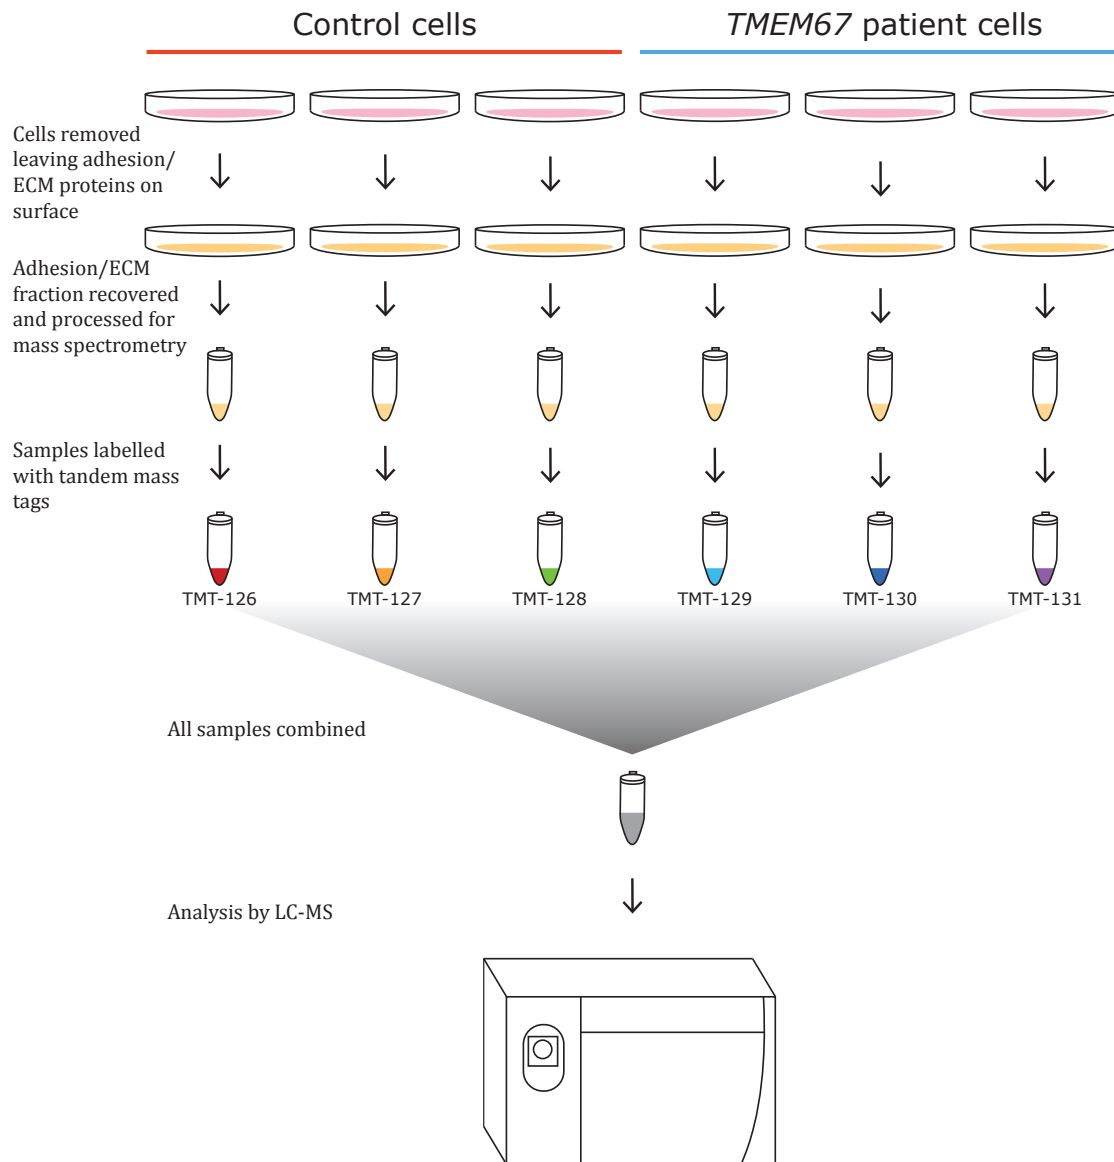 Control cells
TMEM67 patient cells
Cells removed
leaving adhesion/
ECM proteins on
surface
Adhesion/ECM
fraction recovered
and processed for
mass spectrometry
Samples labelled
with tandem mass
tags
TMT-126
TMT-127
TMT-128
TMT-129
TMT-130
TMT-131
All samples combined
Analysis by LC-MS